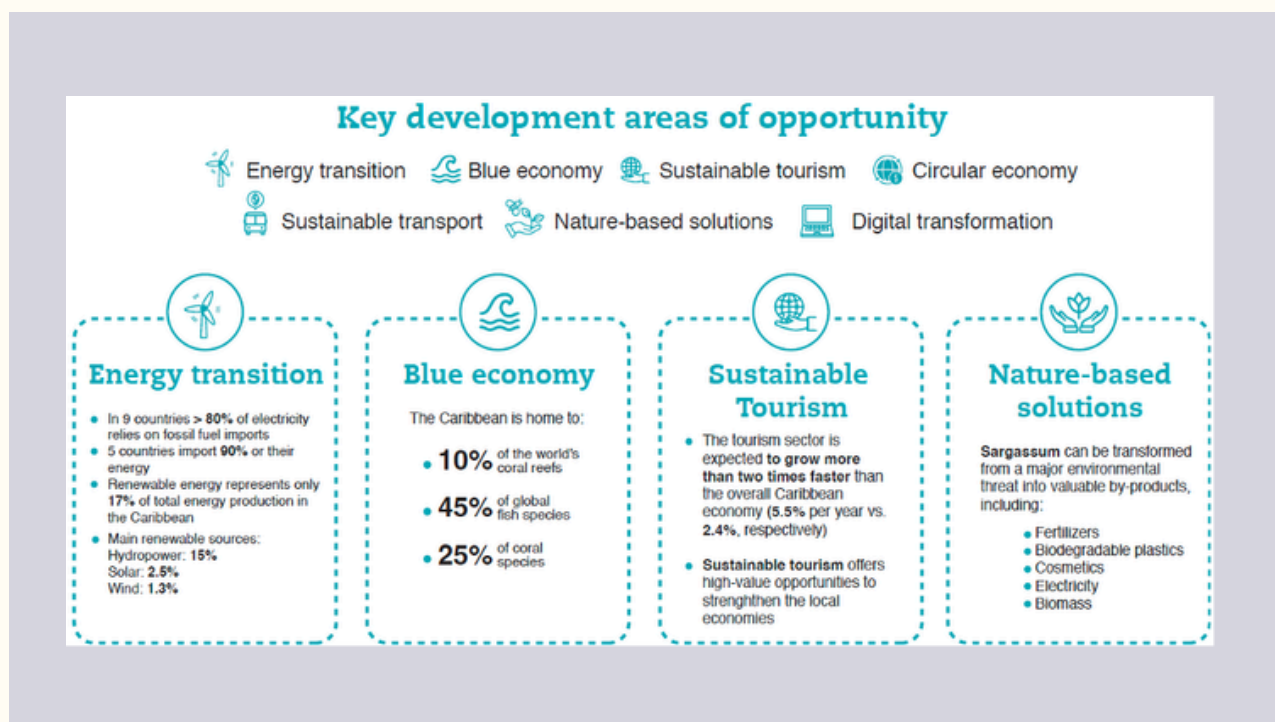 Key development areas of opportunity
Energy transition
Blue economy
Sustainable tourism
Circular economy
Sustainable transport
Nature-based solutions
Digital transformation
Energy transition
• In 9 countries > 80% of electricity
relies on fossil fuel imports
• 5 countries import 90% or their
energy
• Renewable energy represents only
17% of total energy production in
the Caribbean
• Main renewable sources:
Hydropower: 15%
Solar: 2.5%
Wind: 1.3%
Blue economy
The Caribbean is home to:
• 10% of the world's
coral reefs
• 45% of global
fish species
• 25% of coral
species
Sustainable
Tourism
• The tourism sector is
expected to grow more
than two times faster than
the overall Caribbean
economy (5.5% per year vs.
2.4%, respectively)
• Sustainable tourism offers
high-value opportunities to
strenghthen the local
economies
Nature-based
solutions
Sargassum can be transformed
from a major environmental
threat into valuable by-products,
including:
• Fertilizers
• Biodegradable plastics
• Cosmetics
• Electricity
• Biomass